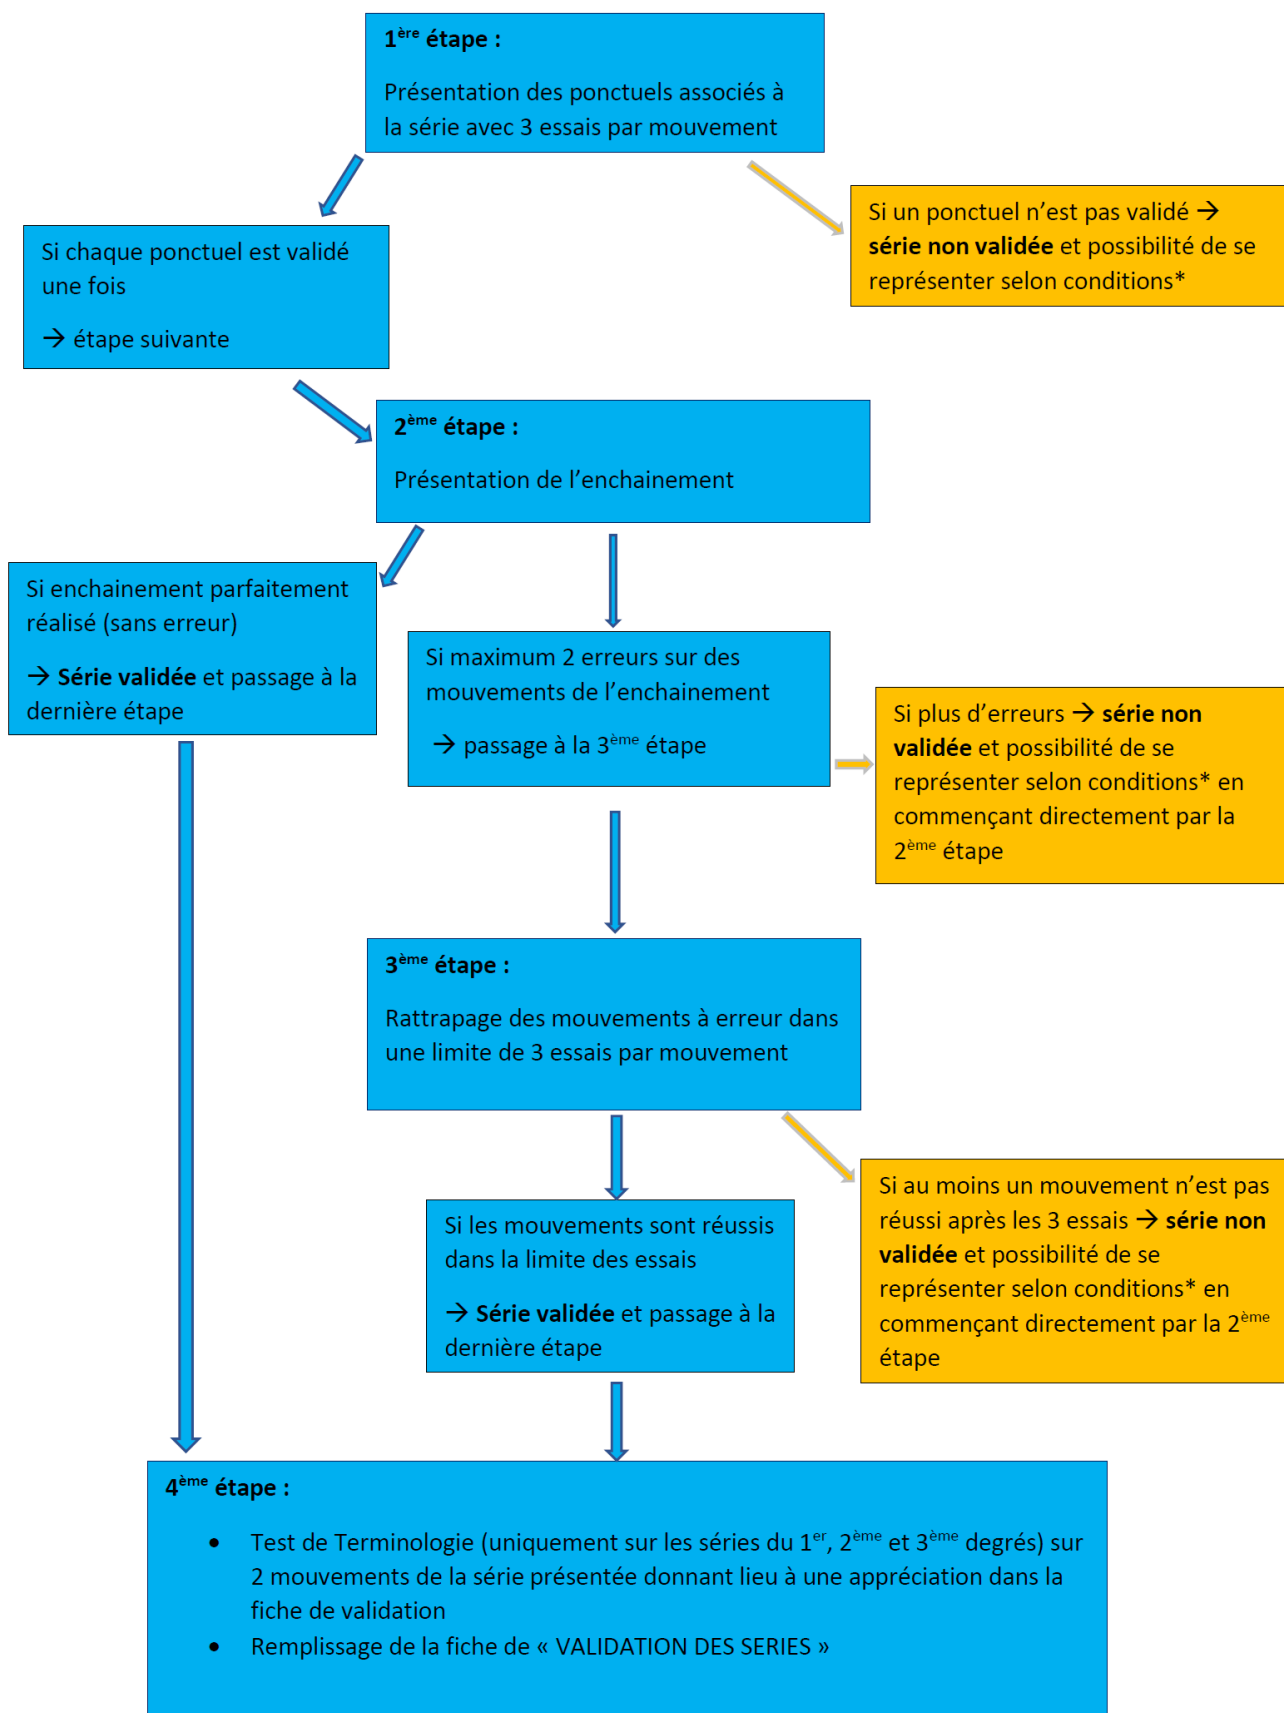 1ère étape :
Présentation des ponctuels associés à
la série avec 3 essais par mouvement
Si un ponctuel n’est pas validé →
série non validée et possibilité de se
représenter selon conditions*
Si chaque ponctuel est validé
une fois
→ étape suivante
2ème étape :
Présentation de l’enchainement
Si enchainement parfaitement
réalisé (sans erreur)
→ Série validée et passage à la
dernière étape
Si maximum 2 erreurs sur des
mouvements de l’enchainement
→ passage à la 3ème étape
Si plus d’erreurs → série non
validée et possibilité de se
représenter selon conditions* en
commençant directement par la
2ème étape
3ème étape :
Rattrapage des mouvements à erreur dans
une limite de 3 essais par mouvement
Si au moins un mouvement n’est pas
réussi après les 3 essais → série non
validée et possibilité de se
représenter selon conditions* en
commençant directement par la 2ème
étape
Si les mouvements sont réussis
dans la limite des essais
→ Série validée et passage à la
dernière étape
4ème étape :
• Test de Terminologie (uniquement sur les séries du 1er, 2ème et 3ème degrés) sur
2 mouvements de la série présentée donnant lieu à une appréciation dans la
fiche de validation
• Remplissage de la fiche de « VALIDATION DES SERIES »